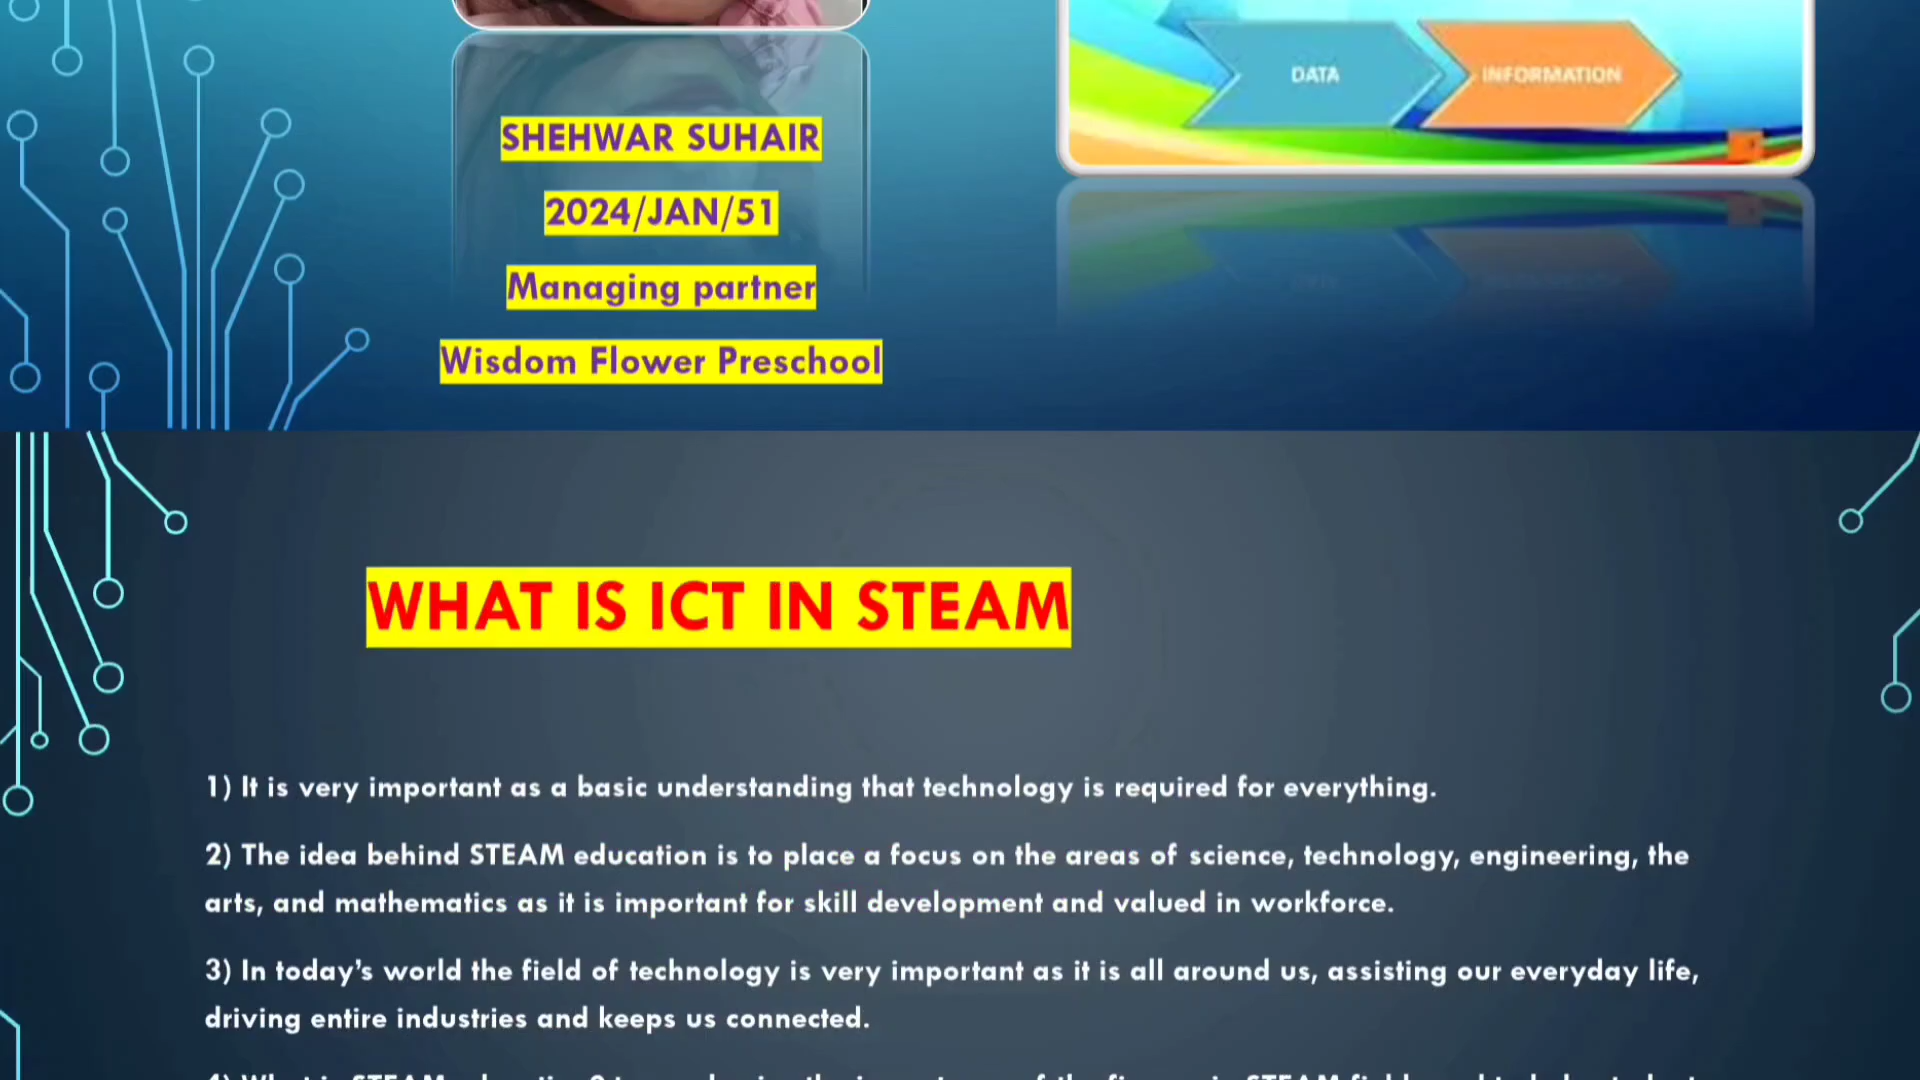 DATA
INFORMATION
SHEHWAR SUHAIR
2024/JAN/51
Managing partner
Wisdom Flower Preschool
WHAT IS ICT IN STEAM
1) It is very important as a basic understanding that technology is required for everything.
2) The idea behind STEAM education is to place a focus on the areas of science, technology, engineering, the
arts, and mathematics as it is important for skill development and valued in workforce.
3) In today's world the field of technology is very important as it is all around us, assisting our everyday life,
driving entire industries and keeps us connected.